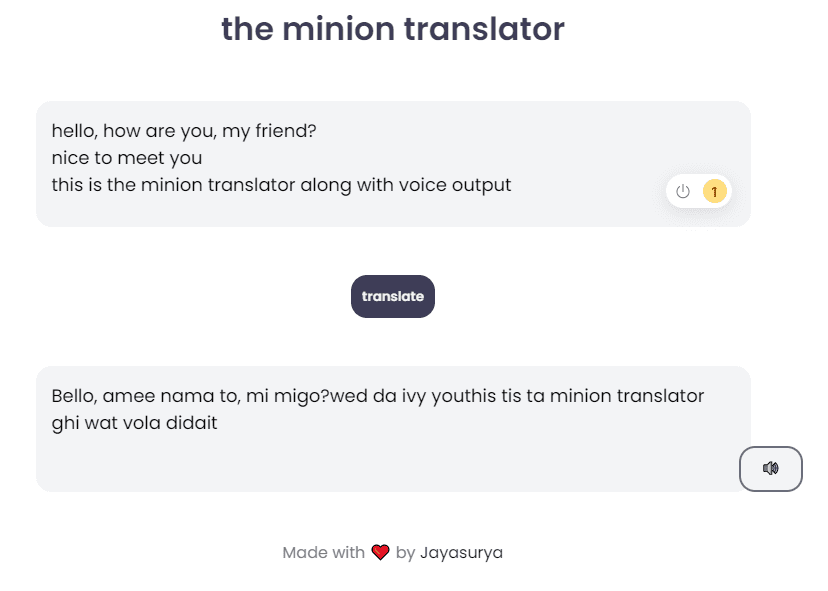 the minion translator
hello, how are you, my friend?
nice to meet you
this is the minion translator along with voice output
1
translate
Bello, amee nama to, mi migo?wed da ivy youthis tis ta minion translator
ghi wat vola didait
Made with ❤️ by Jayasurya